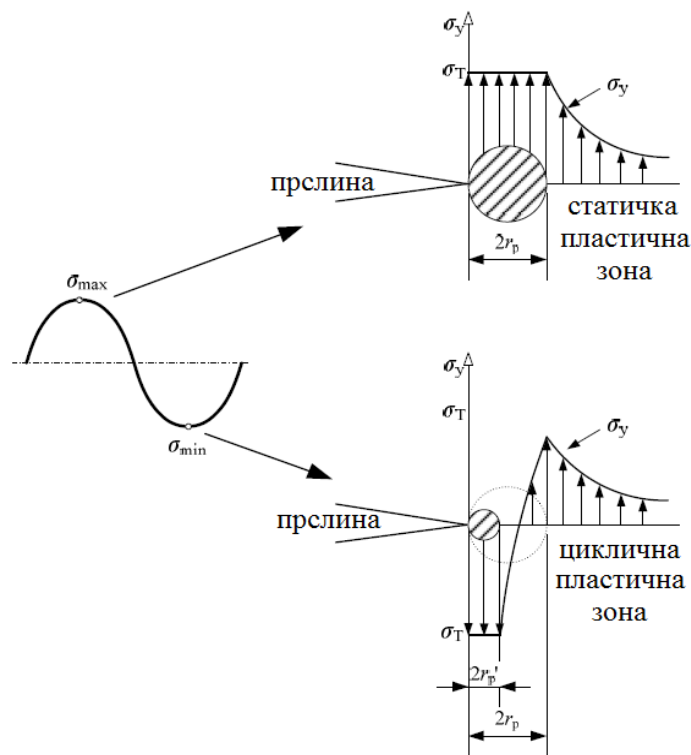 σy
σT
σy
прслина
статичка
пластична
зона
2rp
σmax
σmin
σy
σT
σy
прслина
циклична
пластична
зона
σT
2rp'
2rp